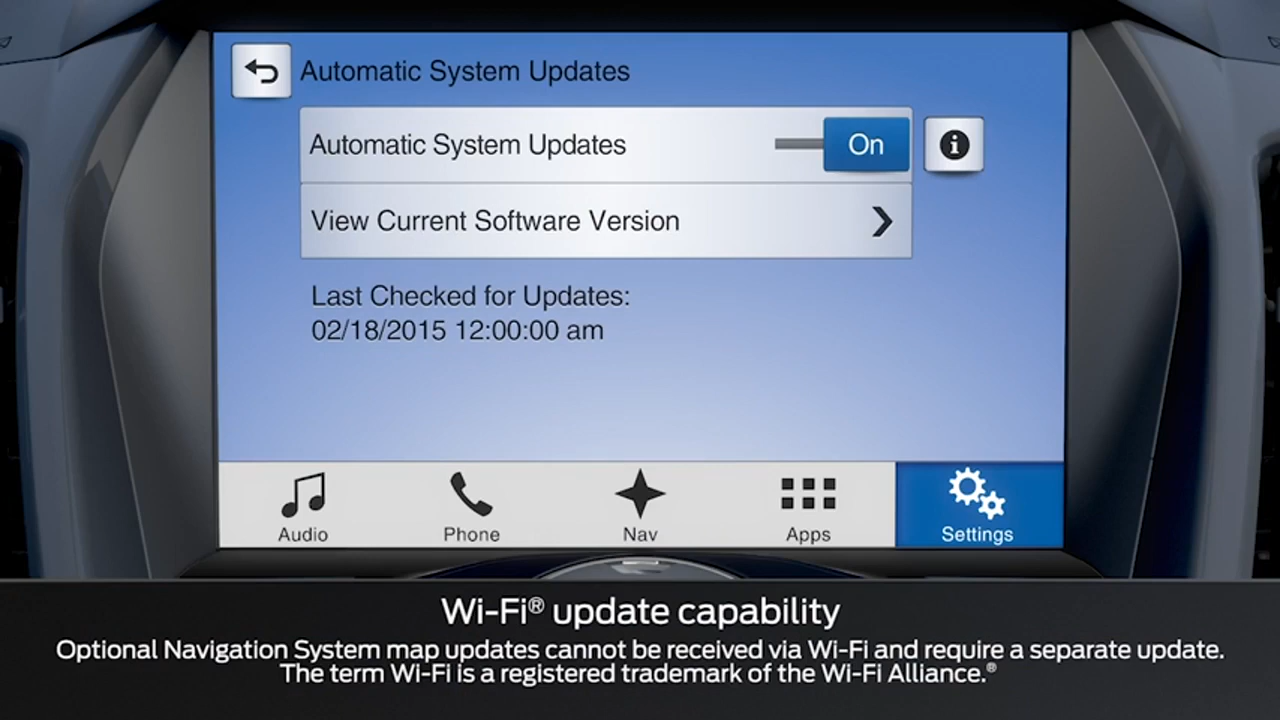 Automatic System Updates
Automatic System Updates On
View Current Software Version
Last Checked for Updates:
02/18/2015 12:00:00 am
Audio Phone Nav Apps Settings
Wi-Fi® update capability
Optional Navigation System map updates cannot be received via Wi-Fi and require a separate update.
The term Wi-Fi is a registered trademark of the Wi-Fi Alliance.®